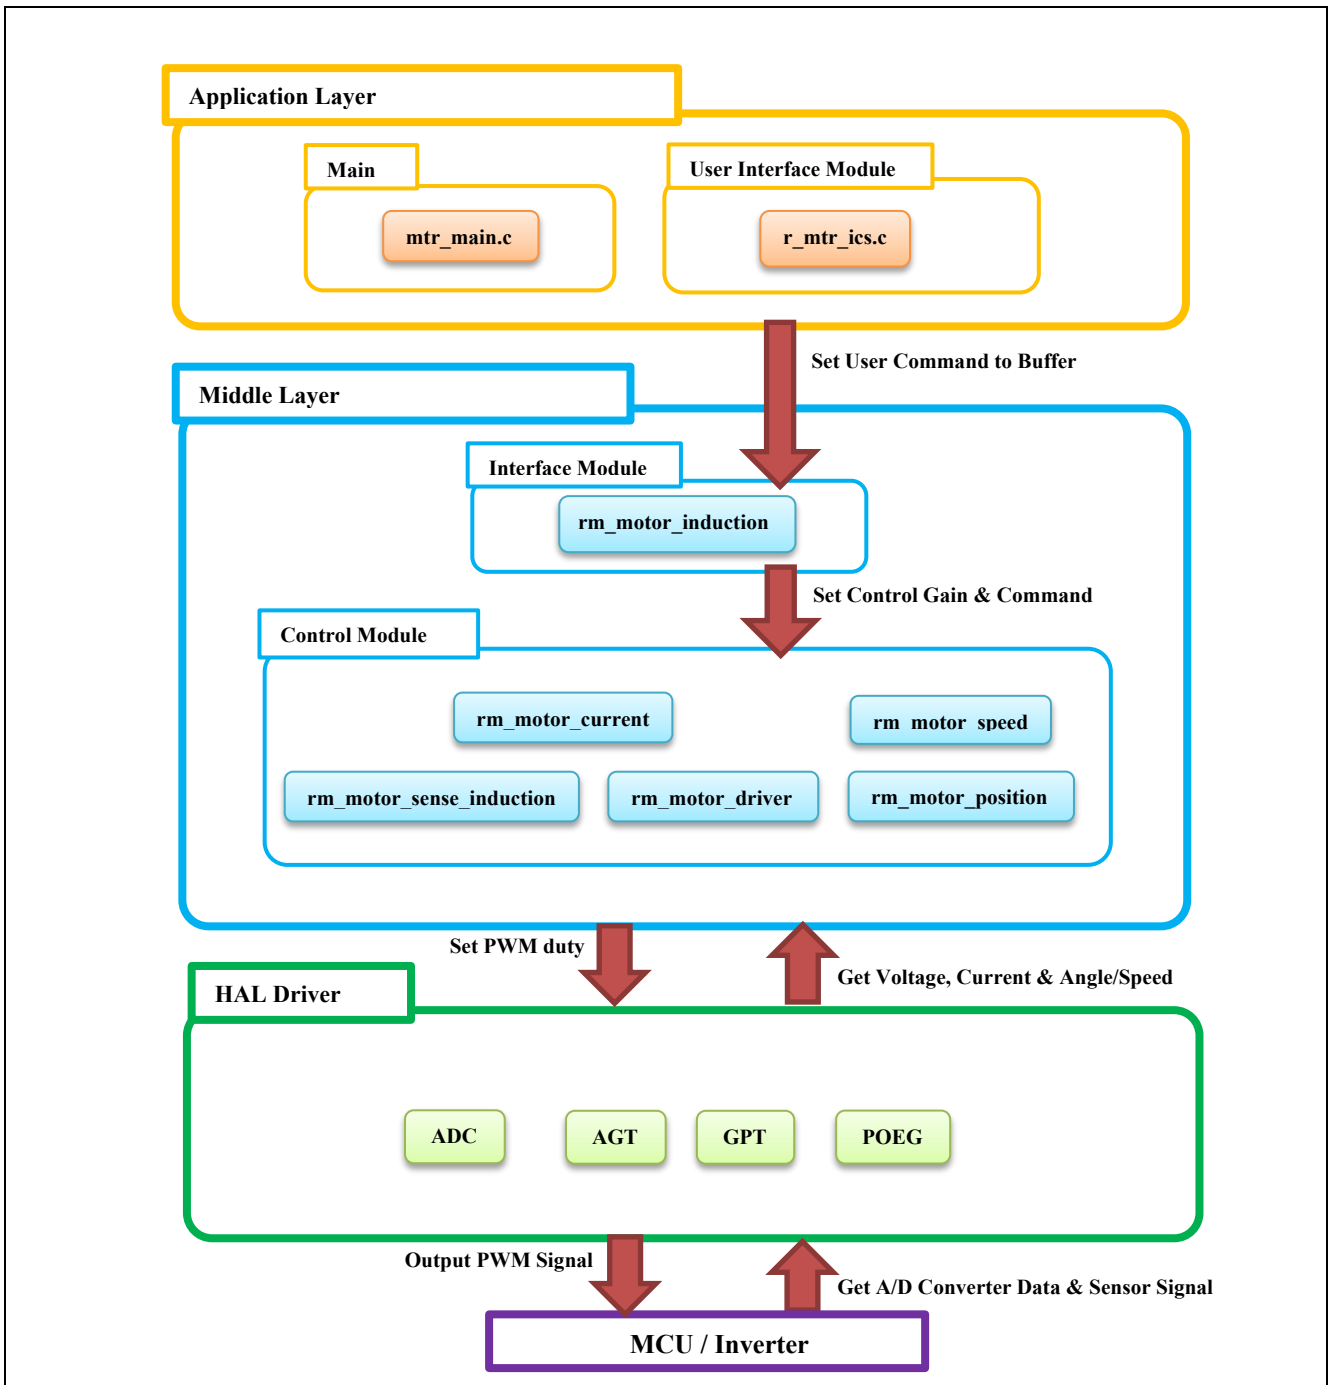 Application Layer
Main
User Interface Module
mtr_main.c
r_mtr_ics.c
Set User Command to Buffer
Middle Layer
Interface Module
rm_motor_induction
Set Control Gain & Command
Control Module
rm_motor_current
rm_motor_speed
rm_motor_sense_induction
rm_motor_driver
rm_motor_position
Set PWM duty
Get Voltage, Current & Angle/Speed
HAL Driver
ADC
AGT
GPT
POEG
Output PWM Signal
Get A/D Converter Data & Sensor Signal
MCU / Inverter